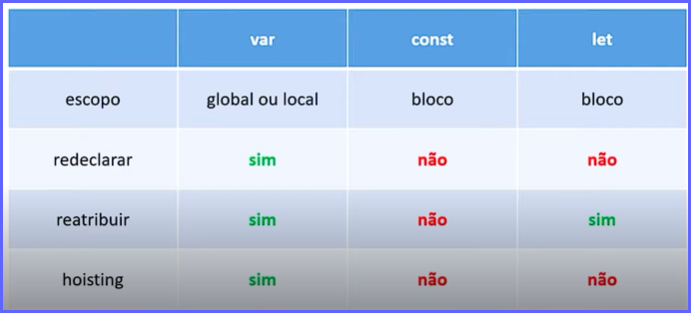 var const let
escopo global ou local bloco bloco
redeclarar sim não não
reatribuir sim não sim
hoisting sim não não